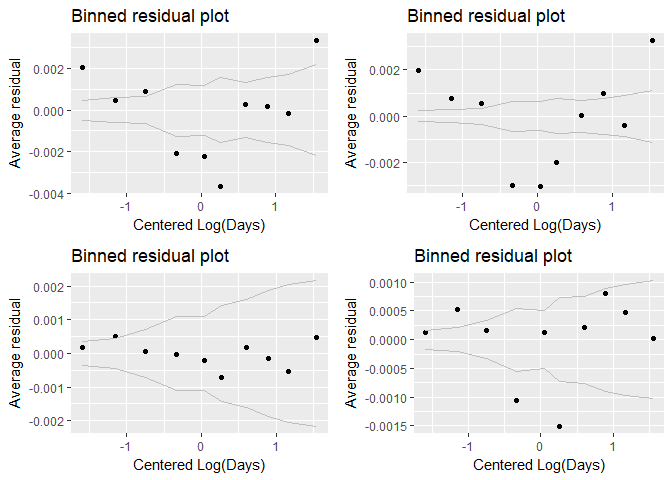 Binned residual plot
Binned residual plot
0.002
0.000
-0.002
-0.004
Average residual
-1
0
1
Centered Log(Days)
0.002
0.000
-0.002
Average residual
-1
0
1
Centered Log(Days)
Binned residual plot
Binned residual plot
0.002
0.001
0.000
-0.001
-0.002
Average residual
-1
0
1
Centered Log(Days)
0.0010
0.0005
0.0000
-0.0005
-0.0010
-0.0015
Average residual
-1
0
1
Centered Log(Days)